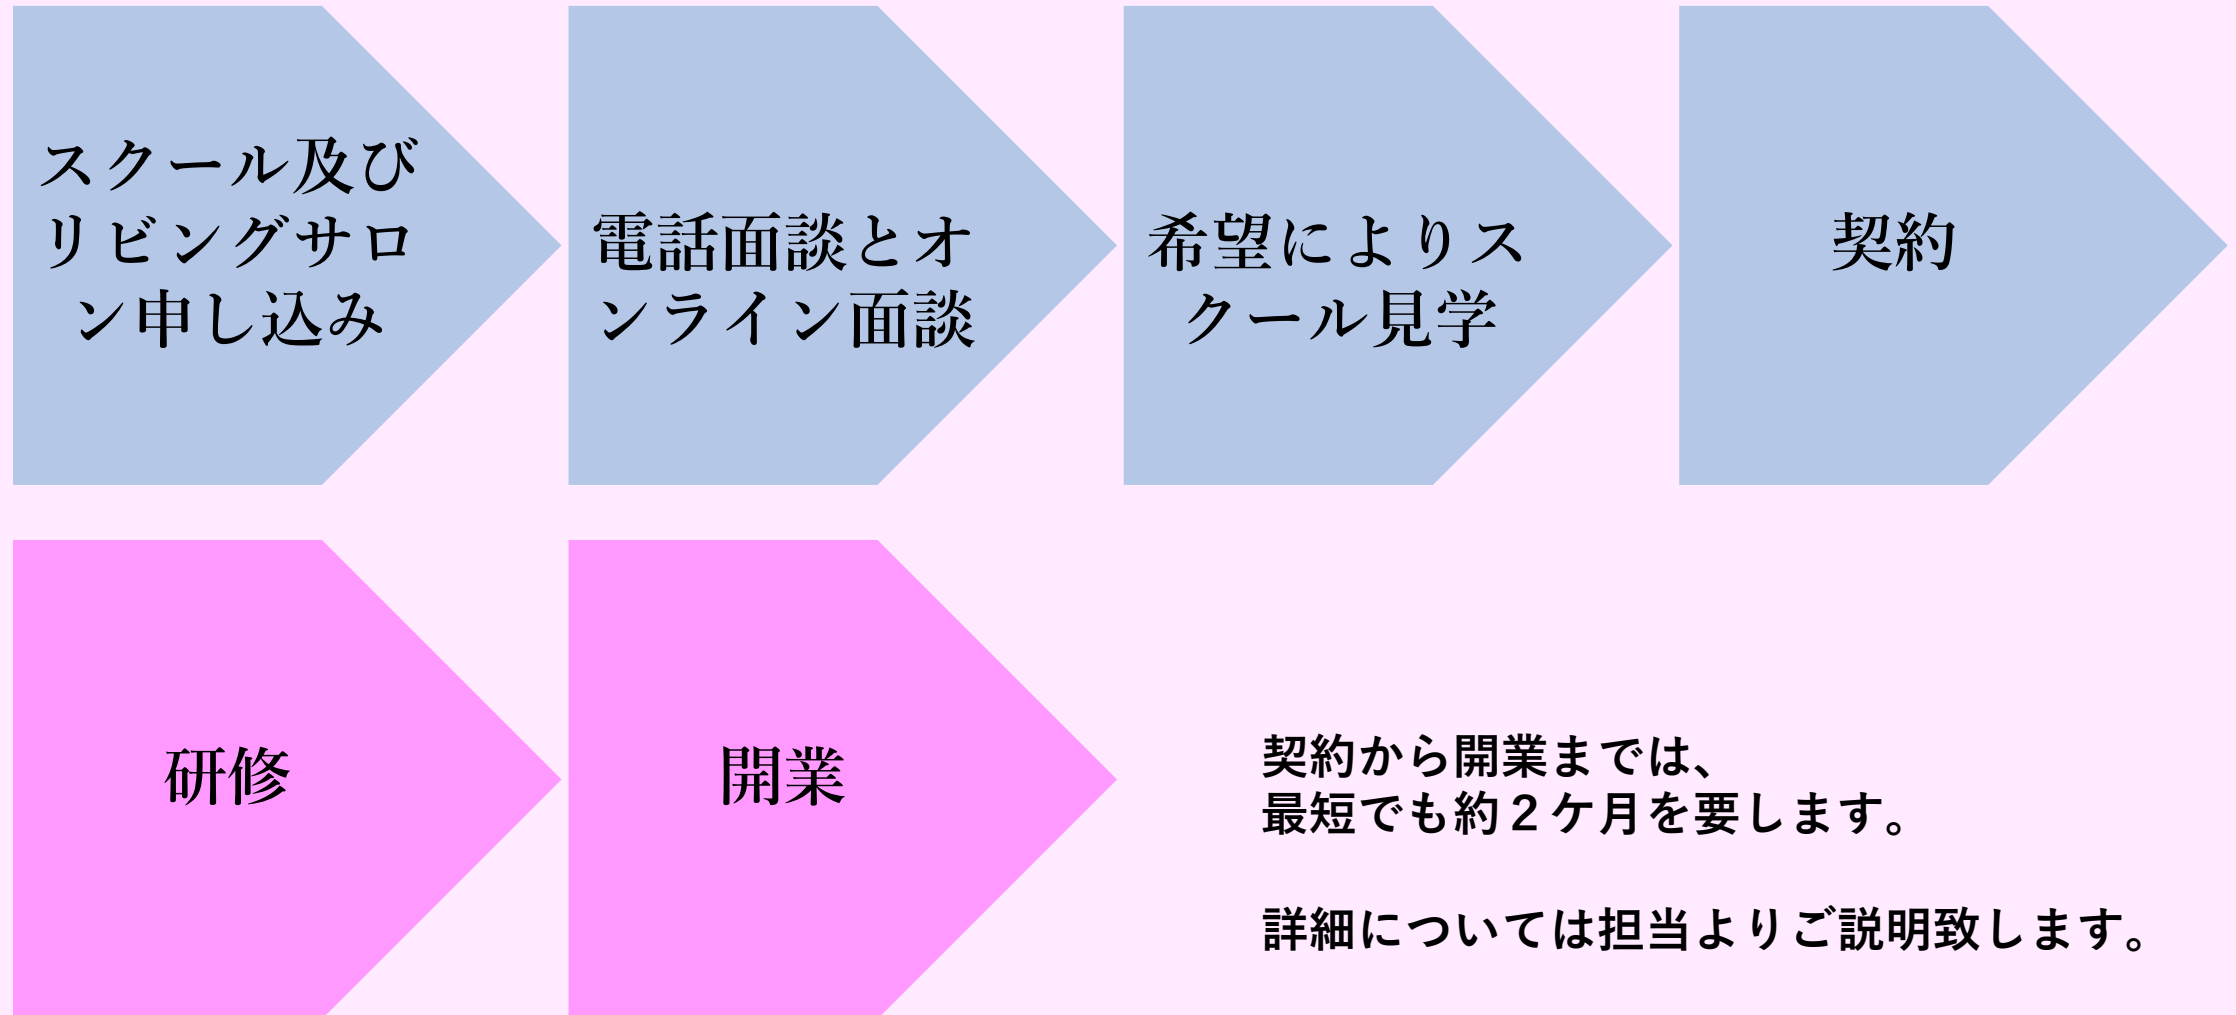 スクール及び
リビングサロ
ン申し込み
電話面談とオ
ンライン面談
希望によりス
クール見学
契約
研修
開業
契約から開業までは、
最短でも約２ケ月を要します。
詳細については担当よりご説明致します。